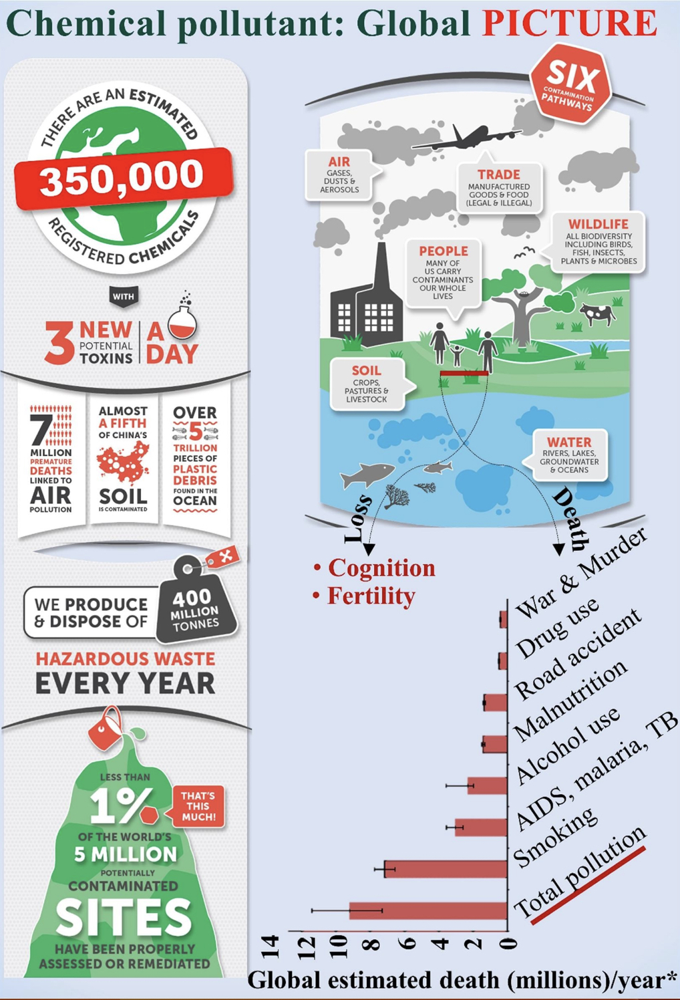 Chemical pollutant: Global PICTURE
THERE ARE AN ESTIMATED
350,000
REGISTERED CHEMICALS
WITH
3 NEW POTENTIAL TOXINS
A DAY
7
MILLION
PREMATURE
DEATHS
LINKED TO
AIR
POLLUTION
ALMOST
A FIFTH
OF CHINA'S
SOIL
IS CONTAMINATED
OVER
5
TRILLION
PIECES OF
PLASTIC
DEBRIS
FOUND IN THE
OCEAN
WE PRODUCE
& DISPOSE OF
400
MILLION
TONNES
HAZARDOUS WASTE
EVERY YEAR
LESS THAN
1%
THAT'S
THIS
MUCH!
OF THE WORLD'S
5 MILLION
POTENTIALLY
CONTAMINATED
SITES
HAVE BEEN PROPERLY
ASSESSED OR REMEDIATED
SIX
CONTAMINATION
PATHWAYS
AIR
GASES,
DUSTS &
AEROSOLS
TRADE
MANUFACTURED
GOODS & FOOD
(LEGAL & ILLEGAL)
WILDLIFE
ALL BIODIVERSITY
INCLUDING BIRDS,
FISH, INSECTS,
PLANTS & MICROBES
PEOPLE
MANY OF
US CARRY
CONTAMINANTS
OUR WHOLE
LIVES
SOIL
CROPS,
PASTURES &
LIVESTOCK
WATER
RIVERS, LAKES,
GROUNDWATER
& OCEANS
Loss
Death
• Cognition
• Fertility
War & Murder
Drug use
Road accident
Malnutrition
Alcohol use
AIDS, malaria, TB
Smoking
Total pollution
14 12 10 8 6 4 2 0
Global estimated death (millions)/year*